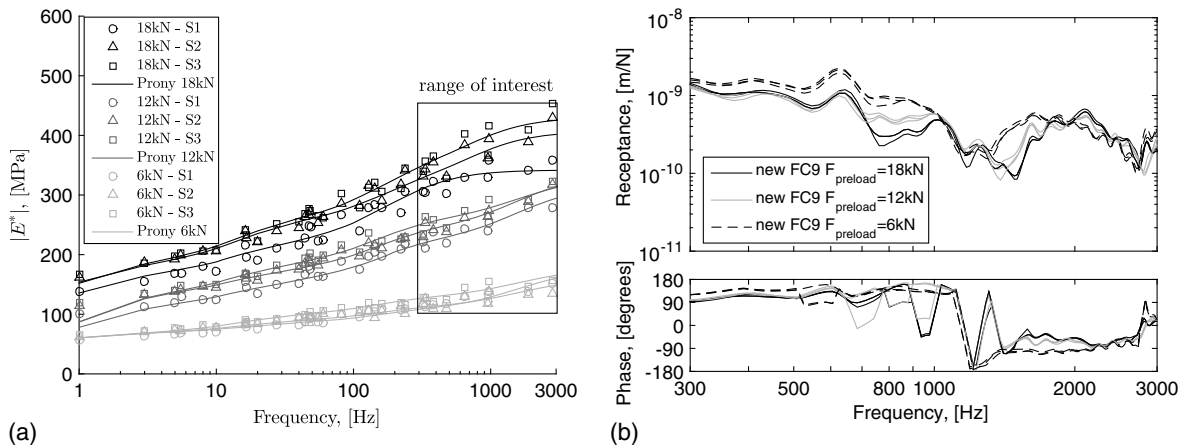 600
500
400
300
200
100
0
|E*|, [MPa]
18kN - S1
18kN - S2
18kN - S3
Prony 18kN
12kN - S1
12kN - S2
12kN - S3
Prony 12kN
6kN - S1
6kN - S2
6kN - S3
Prony 6kN
range of interest
1 10 100 1000 3000
Frequency, [Hz]
(a)
10^-8
10^-9
10^-10
10^-11
Receptance, [m/N]
new FC9 F_preload=18kN
new FC9 F_preload=12kN
new FC9 F_preload=6kN
180
90
0
-90
-180
Phase, [degrees]
300 500 800 1000 2000 3000
Frequency, [Hz]
(b)